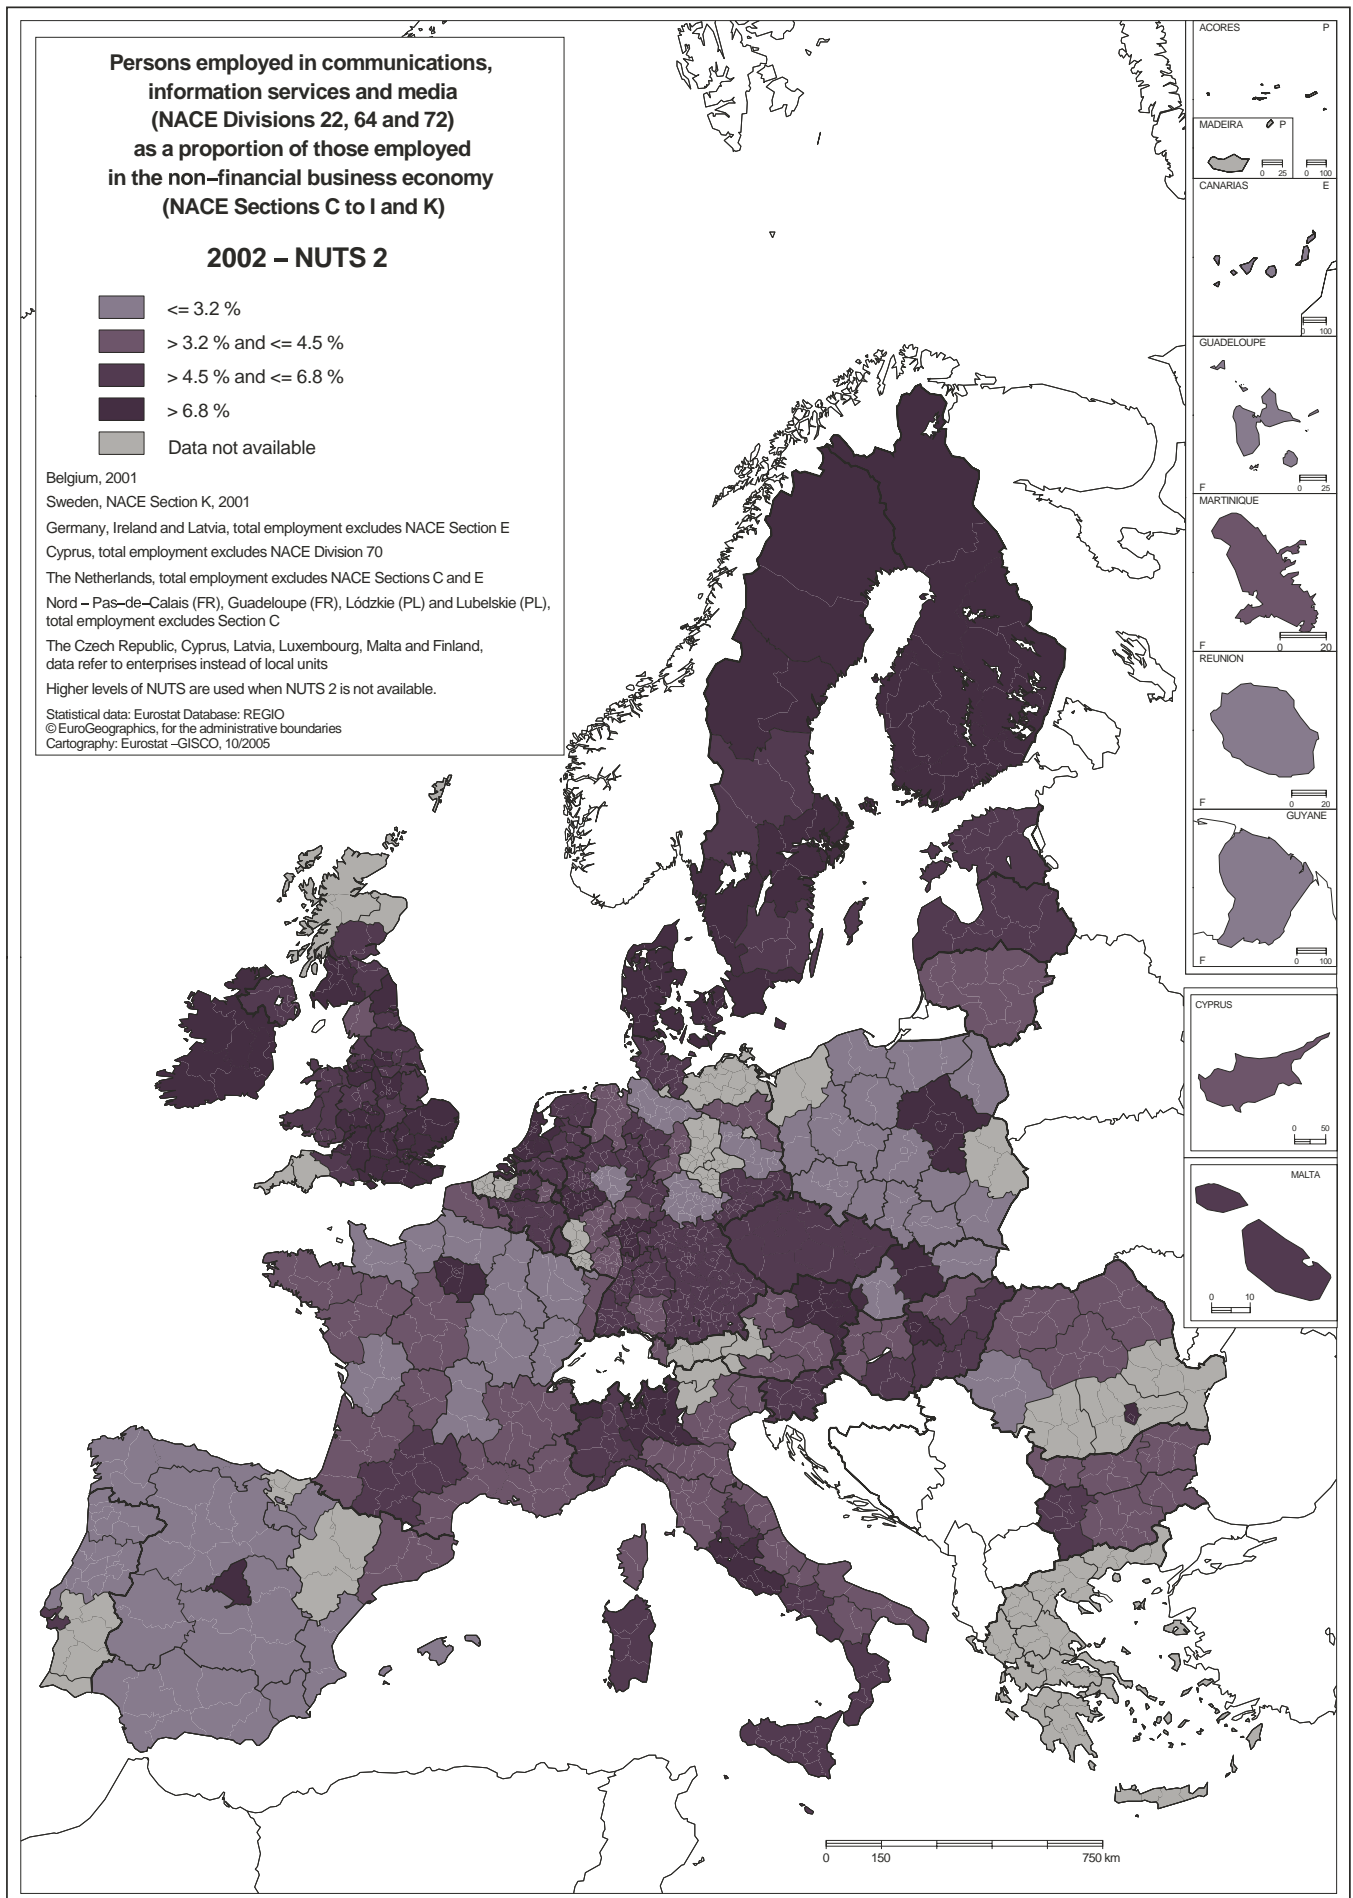 Persons employed in communications,
information services and media
(NACE Divisions 22, 64 and 72)
as a proportion of those employed
in the non–financial business economy
(NACE Sections C to I and K)
2002 – NUTS 2
<= 3.2 %
> 3.2 % and <= 4.5 %
> 4.5 % and <= 6.8 %
> 6.8 %
Data not available
Belgium, 2001
Sweden, NACE Section K, 2001
Germany, Ireland and Latvia, total employment excludes NACE Section E
Cyprus, total employment excludes NACE Division 70
The Netherlands, total employment excludes NACE Sections C and E
Nord – Pas–de–Calais (FR), Guadeloupe (FR), Lódzkie (PL) and Lubelskie (PL),
total employment excludes Section C
The Czech Republic, Cyprus, Latvia, Luxembourg, Malta and Finland,
data refer to enterprises instead of local units
Higher levels of NUTS are used when NUTS 2 is not available.
Statistical data: Eurostat Database: REGIO
© EuroGeographics, for the administrative boundaries
Cartography: Eurostat –GISCO, 10/2005
ACORES P
MADEIRA P
0 25 0 100
CANARIAS E
0 100
GUADELOUPE
F 0 25
MARTINIQUE
F 0 20
REUNION
F 0 20
GUYANE
F 0 100
CYPRUS
0 50
MALTA
0 10
0 150 750 km